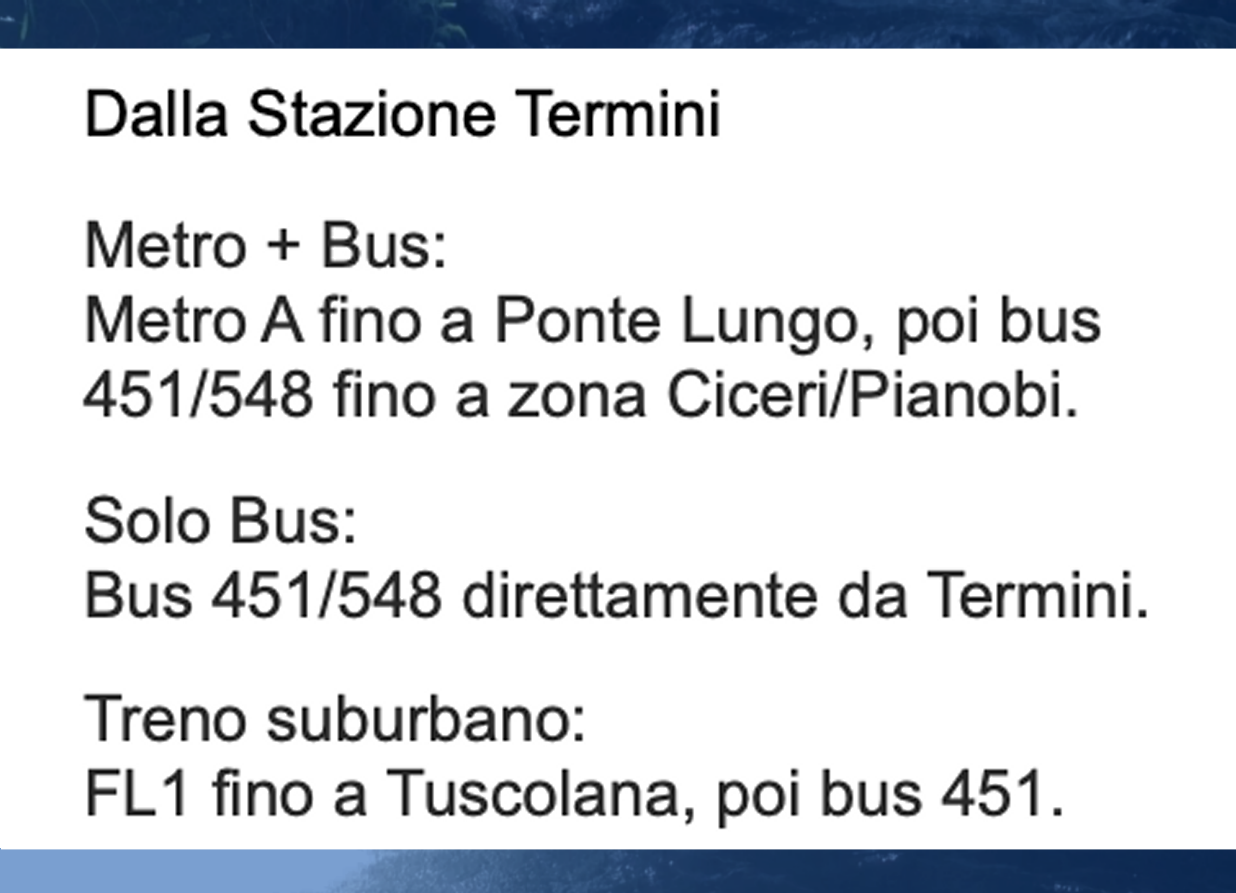 Dalla Stazione Termini
Metro + Bus:
Metro A fino a Ponte Lungo, poi bus
451/548 fino a zona Ciceri/Pianobi.
Solo Bus:
Bus 451/548 direttamente da Termini.
Treno suburbano:
FL1 fino a Tuscolana, poi bus 451.